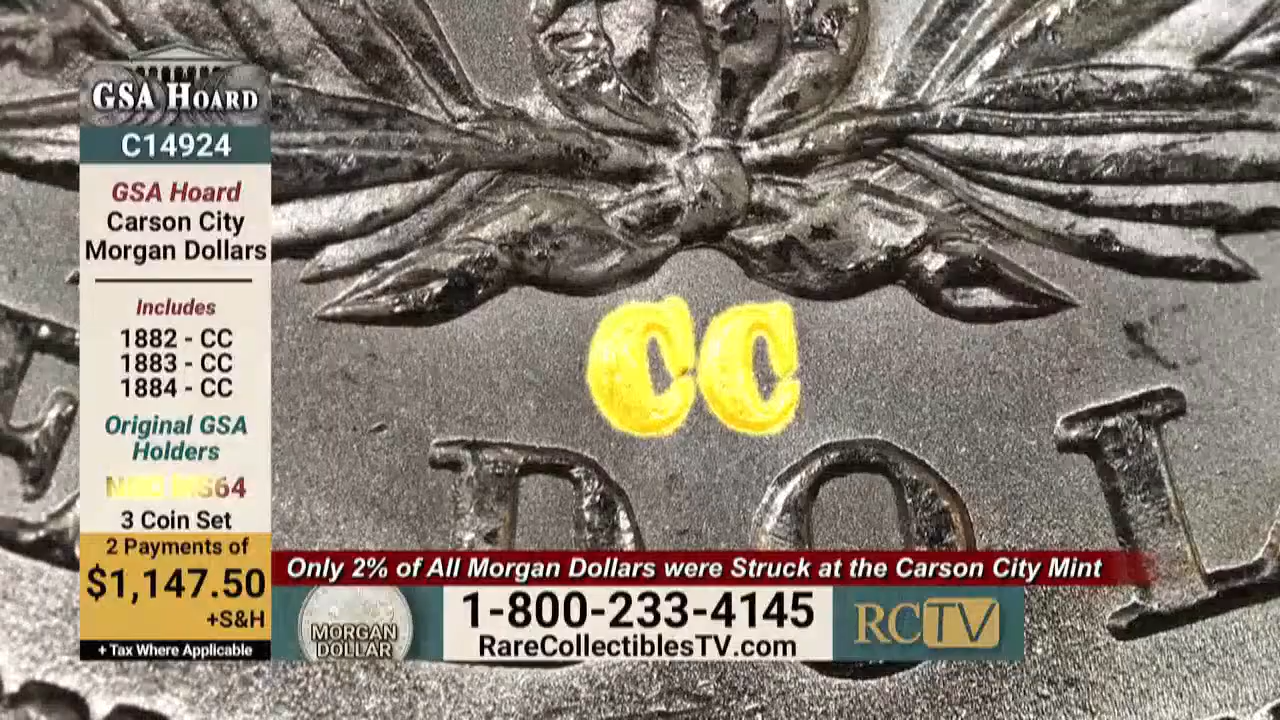 GSA HOARD
C14924
GSA Hoard
Carson City
Morgan Dollars
Includes
1882 - CC
1883 - CC
1884 - CC
Original GSA
Holders
MS64
3 Coin Set
2 Payments of
$1,147.50
+S&H
+ Tax Where Applicable
CC
DOL
Only 2% of All Morgan Dollars were Struck at the Carson City Mint
MORGAN
DOLLAR
1-800-233-4145
RareCollectiblesTV.com
RCTV